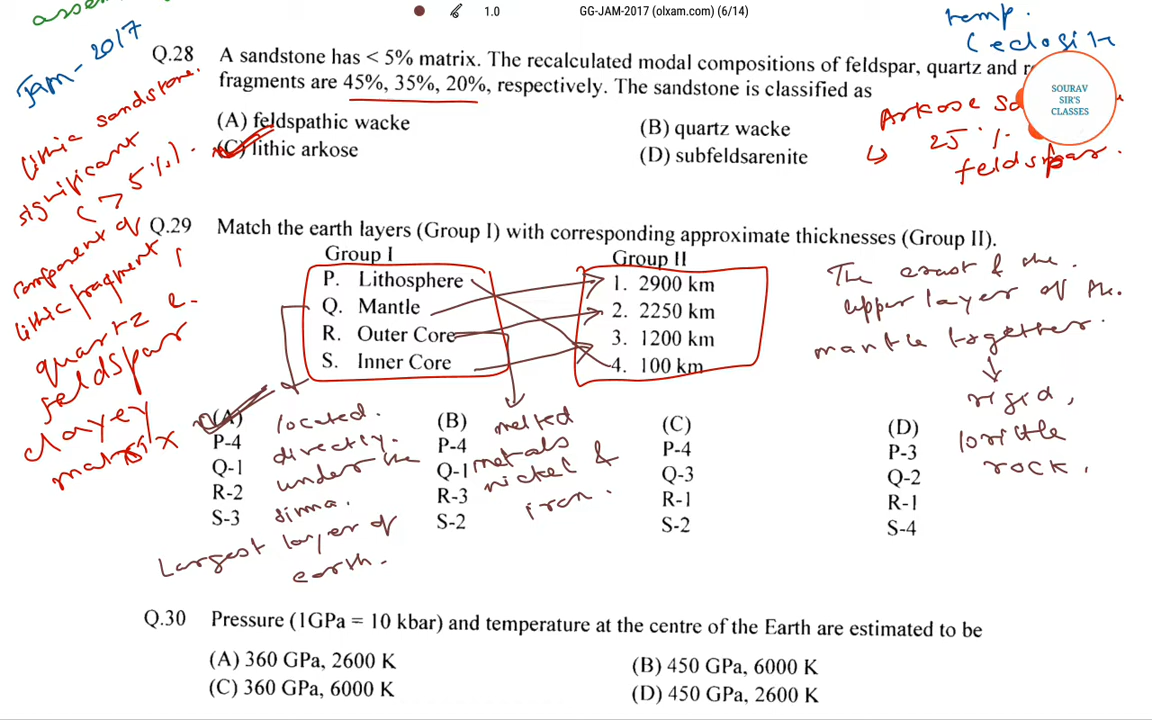 1.0
GG-JAM-2017 (olxam.com) (6/14)
temp.
Jam-2017
Q.28 A sandstone has < 5% matrix. The recalculated modal compositions of feldspar, quartz and
fragments are 45%, 35%, 20%, respectively. The sandstone is classified as
(A) feldspathic wacke
(B) quartz wacke
(C) lithic arkose
(D) subfeldsarenite
SOURAV
SIR'S
CLASSES
Arkose
25 %
feldspar.
lithic sandstone.
significant
(> 5%).
component of
lithic fragment
quartz &
feldspar
clayey
matrix
Q.29 Match the earth layers (Group I) with corresponding approximate thicknesses (Group II).
Group I
Group II
P. Lithosphere
1. 2900 km
Q. Mantle
2. 2250 km
R. Outer Core
3. 1200 km
S. Inner Core
4. 100 km
The crust & the
upper layer of the
mantle together.
rigid,
brittle
rock.
(A)
P-4
Q-1
R-2
S-3
located
directly
under the
sima.
Largest layer of
earth.
(B)
P-4
Q-1
R-3
S-2
melted
metals
nickel &
iron.
(C)
P-4
Q-3
R-1
S-2
(D)
P-3
Q-2
R-1
S-4
Q.30 Pressure (1GPa = 10 kbar) and temperature at the centre of the Earth are estimated to be
(A) 360 GPa, 2600 K
(B) 450 GPa, 6000 K
(C) 360 GPa, 6000 K
(D) 450 GPa, 2600 K